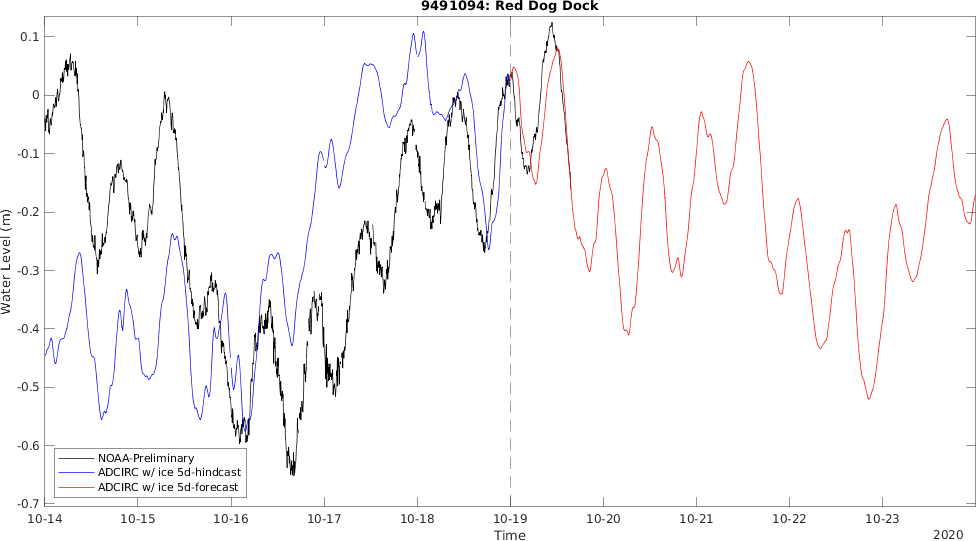 9491094: Red Dog Dock
0.1
0
-0.1
-0.2
-0.3
-0.4
-0.5
-0.6
-0.7
Water Level (m)
NOAA-Preliminary
ADCIRC w/ ice 5d-hindcast
ADCIRC w/ ice 5d-forecast
10-14 10-15 10-16 10-17 10-18 10-19 10-20 10-21 10-22 10-23
Time
2020